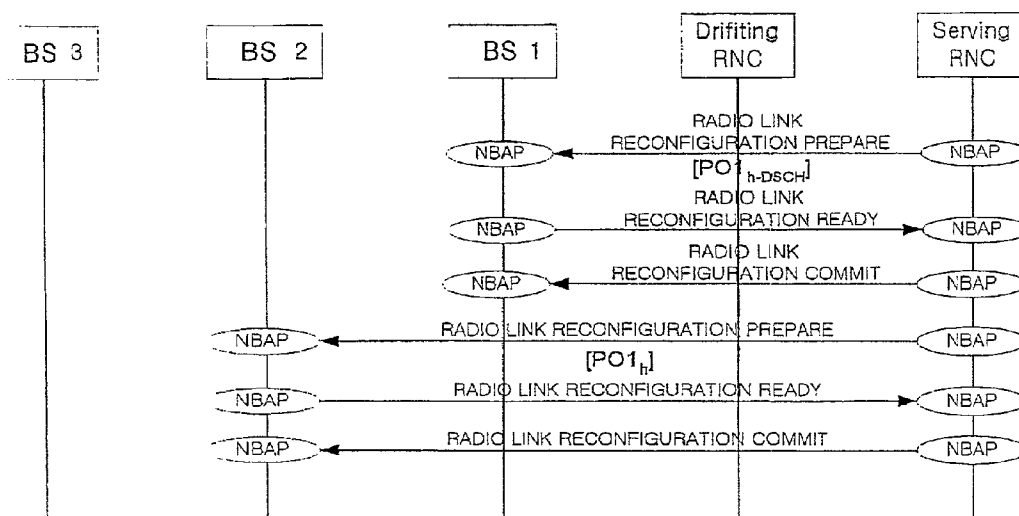 BS 3
BS 2
BS 1
Drifiting
RNC
Serving
RNC
RADIO LINK
RECONFIGURATION PREPARE
NBAP
NBAP
[PO1h-DSCH]
RADIO LINK
RECONFIGURATION READY
NBAP
NBAP
RADIO LINK
RECONFIGURATION COMMIT
NBAP
NBAP
RADIO LINK RECONFIGURATION PREPARE
NBAP
NBAP
[PO1h]
RADIO LINK RECONFIGURATION READY
NBAP
NBAP
RADIO LINK RECONFIGURATION COMMIT
NBAP
NBAP